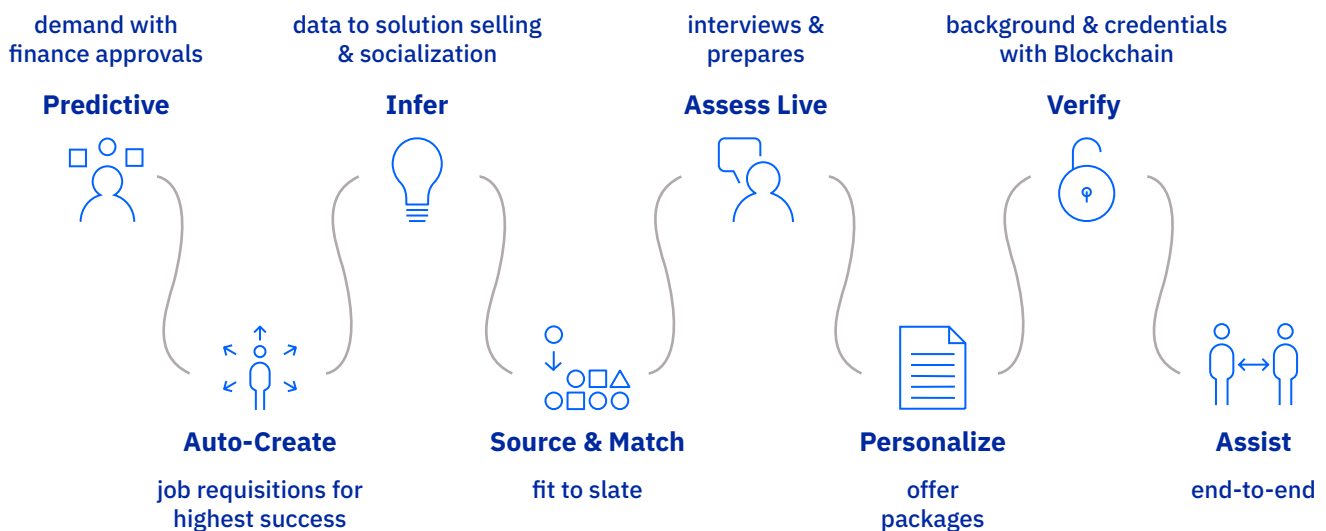 demand with
finance approvals
Predictive
data to solution selling
& socialization
Infer
interviews &
prepares
Assess Live
background & credentials
with Blockchain
Verify
Auto-Create
job requisitions for
highest success
Source & Match
fit to slate
Personalize
offer
packages
Assist
end-to-end